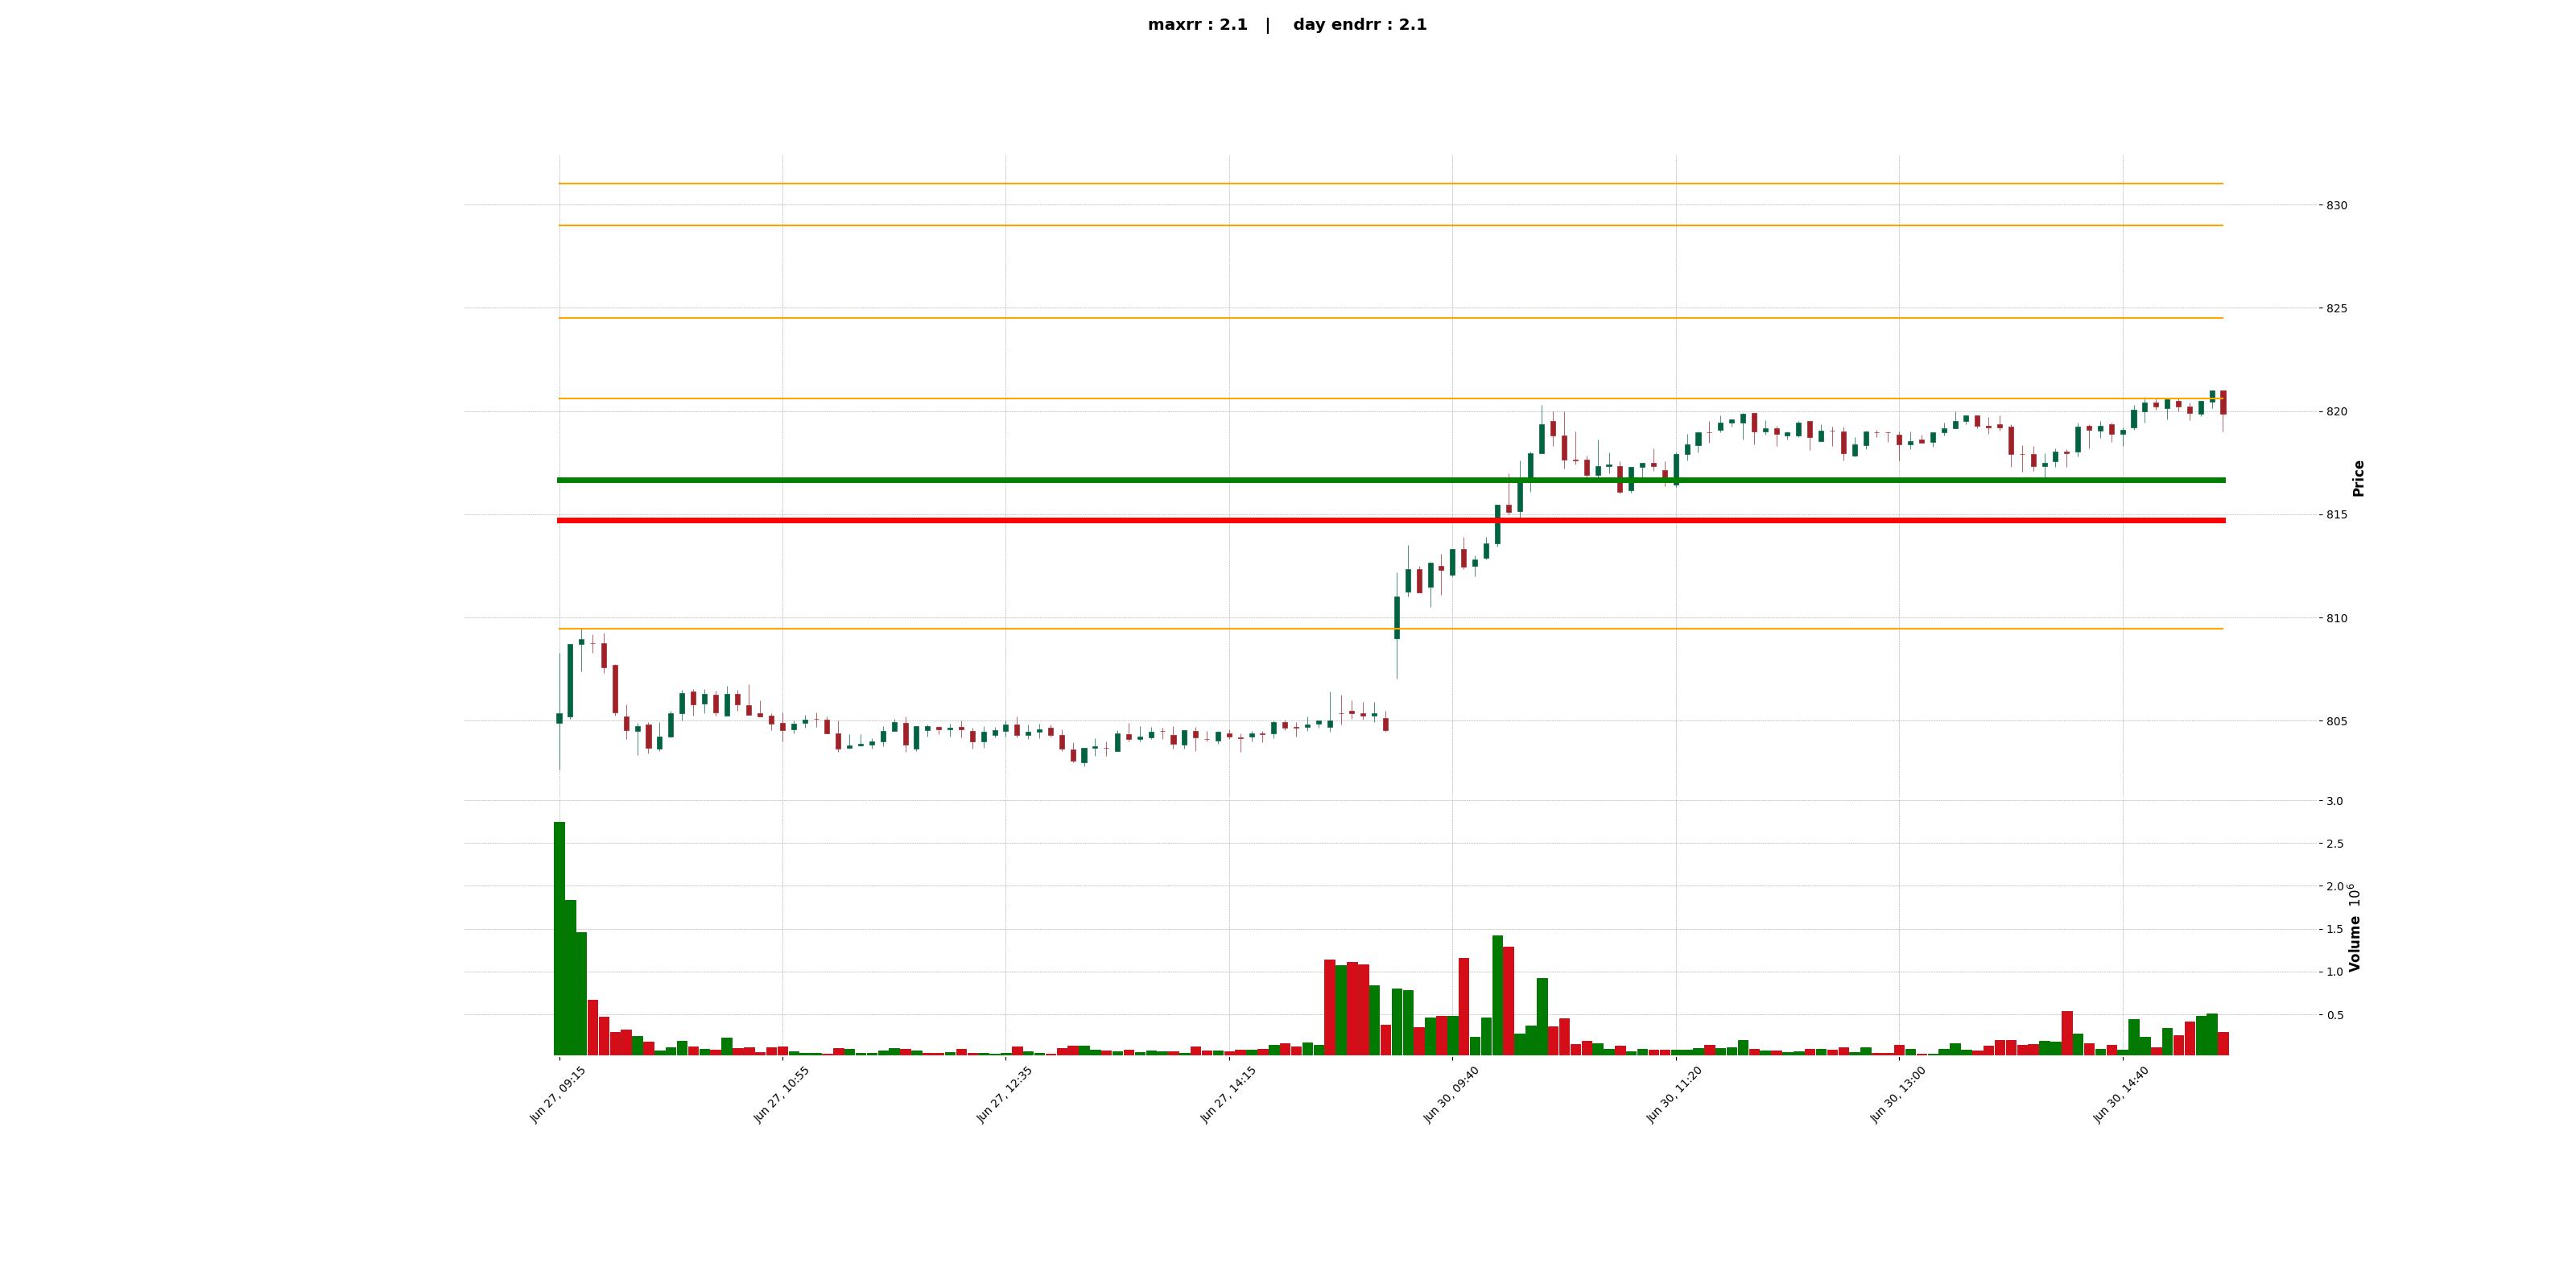 maxrr : 2.1 | day endrr : 2.1
830
825
820
815
810
805
Price
3.0
2.5
2.0
1.5
1.0
0.5
Volume 10⁶
Jun 27, 09:15
Jun 27, 10:55
Jun 27, 12:35
Jun 27, 14:15
Jun 30, 09:40
Jun 30, 11:20
Jun 30, 13:00
Jun 30, 14:40